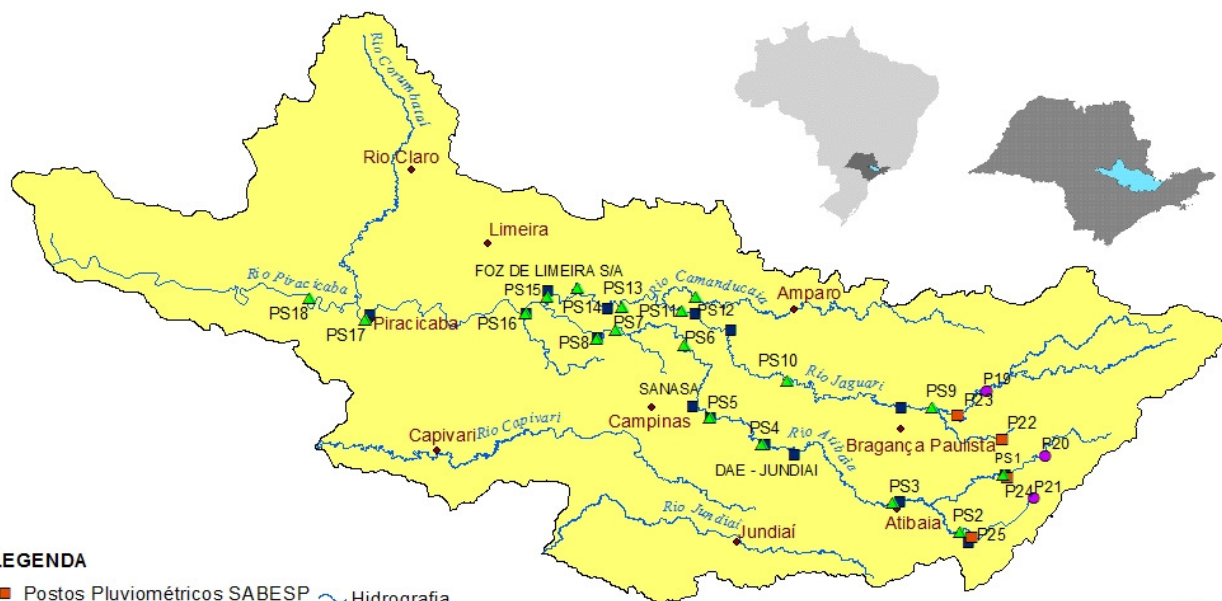 Rio Corumbataí
Rio Claro
Limeira
FOZ DE LIMEIRA S/A
Rio Piracicaba
PS18
PS17
Piracicaba
PS16
PS15
PS14
PS13
Rio Camanducaia
Amparo
PS11
PS12
PS8
PS7
PS6
PS10
Rio Jaguari
PS9
P19
P23
P22
SANASA
PS5
Campinas
PS4
Rio Atibaia
Bragança Paulista
P20
DAE - JUNDIAI
Capivari
Rio Capivari
PS1
P24
P21
PS3
Atibaia
PS2
P25
Rio Jundiaí
Jundiaí
LEGENDA
Postos Pluviométricos SABESP
Hidrografia